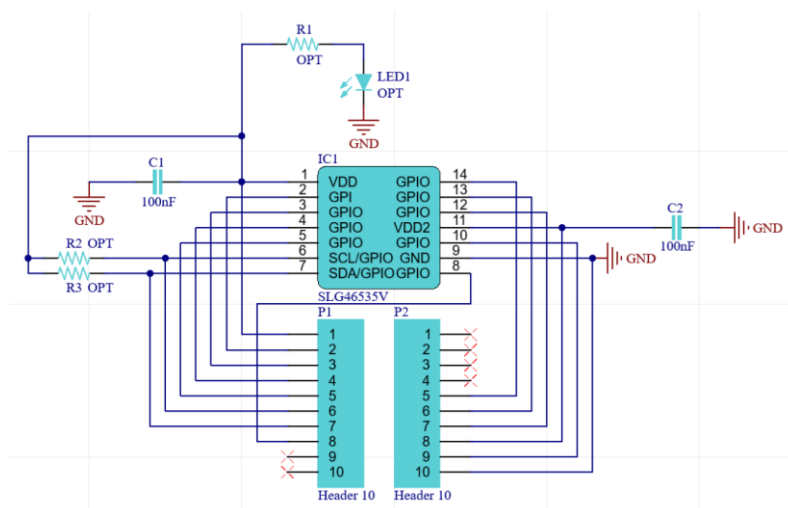 R1
OPT
LED1
OPT
GND
IC1
C1
100nF
GND
1 VDD GPIO 14
2 GPI GPIO 13
3 GPIO GPIO 12
4 GPIO VDD2 11
5 GPIO GPIO 10
6 SCL/GPIO GND 9
7 SDA/GPIO GPIO 8
SLG46535V
C2
100nF
GND
GND
R2 OPT
R3 OPT
P1 P2
1 1
2 2
3 3
4 4
5 5
6 6
7 7
8 8
9 9
10 10
Header 10 Header 10